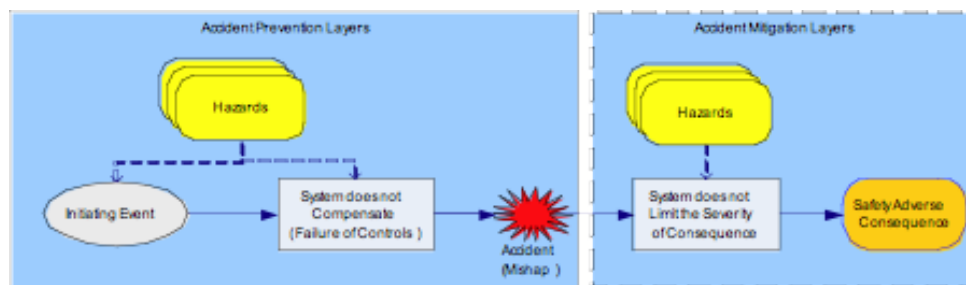 Accident Prevention Layers
Accident Mitigation Layers
Hazards
Hazards
Initiating Event
System does not
Compensate
(Failure of Controls )
Accident
(Mishap )
System does not
Limit the Severity
of Consequence
Safety Adverse
Consequence